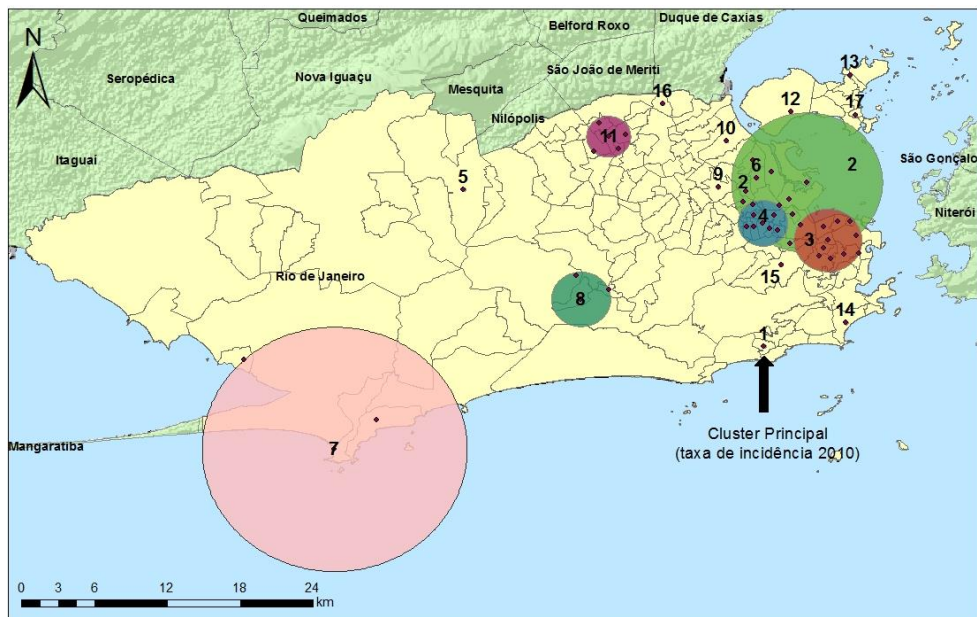 Queimados
Belford Roxo
Duque de Caxias
N
Seropédica
Nova Iguaçu
São João de Meriti
13
Mesquita
16
12
17
Nilópolis
11
10
Itaguaí
5
9
6
2
2
São Gonçalo
4
Niterói
3
Rio de Janeiro
15
8
14
1
Mangaratiba
7
Cluster Principal
(taxa de incidência 2010)
0 3 6 12 18 24
km